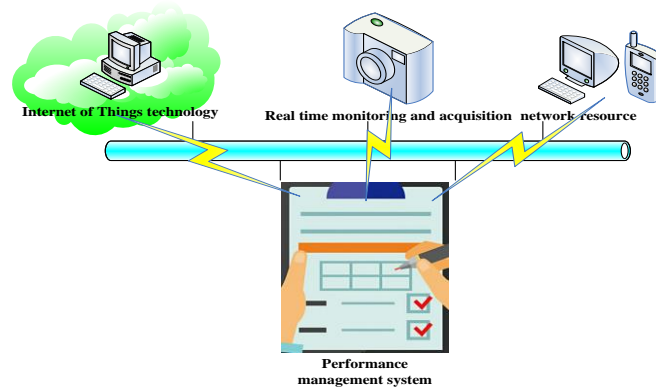 Internet of Things technology
Real time monitoring and acquisition
network resource
Performance
management system